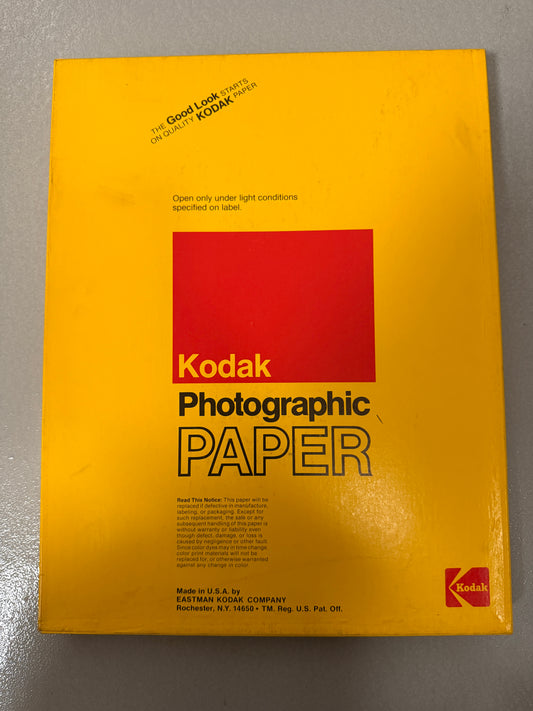 THE Good Look STARTS
ON QUALITY KODAK PAPER
Open only under light conditions
specified on label.
Kodak
Photographic
PAPER
Read This Notice: This paper will be
replaced if defective in manufacture,
labeling, or packaging. Except for
such replacement, the sale or any
subsequent handling of this paper is
without warranty or liability even
though defect, damage, or loss is
caused by negligence or other fault.
Since color dyes may in time change,
color print materials will not be
replaced for, or otherwise warranted
against any change in color.
Made in U.S.A. by
EASTMAN KODAK COMPANY
Rochester, N.Y. 14650 • TM. Reg. U.S. Pat. Off.
Kodak